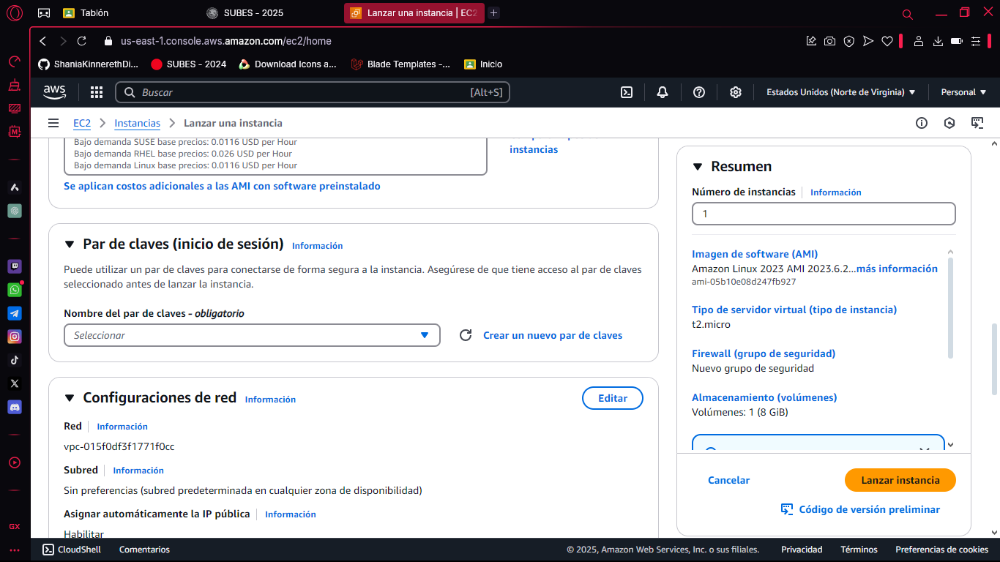 Tablón
SUBES - 2025
Lanzar una instancia | EC2
us-east-1.console.aws.amazon.com/ec2/home
ShaniaKinnerethDi...
SUBES - 2024
Download Icons a...
Blade Templates -...
Inicio
aws
Buscar
[Alt+S]
Estados Unidos (Norte de Virginia)
Personal
EC2
Instancias
Lanzar una instancia
Bajo demanda SUSE base precios: 0.0116 USD per Hour
Bajo demanda RHEL base precios: 0.026 USD per Hour
Bajo demanda Linux base precios: 0.0116 USD per Hour
instancias
Se aplican costos adicionales a las AMI con software preinstalado
Par de claves (inicio de sesión)
Información
Puede utilizar un par de claves para conectarse de forma segura a la instancia. Asegúrese de que tiene acceso al par de claves
seleccionado antes de lanzar la instancia.
Nombre del par de claves - obligatorio
Seleccionar
Crear un nuevo par de claves
Configuraciones de red
Información
Editar
Red
Información
vpc-015f0df3f1771f0cc
Subred
Información
Sin preferencias (subred predeterminada en cualquier zona de disponibilidad)
Asignar automáticamente la IP pública
Información
Habilitar
Resumen
Número de instancias
Información
1
Imagen de software (AMI)
Amazon Linux 2023 AMI 2023.6.2...más información
ami-05b10e08d247fb927
Tipo de servidor virtual (tipo de instancia)
t2.micro
Firewall (grupo de seguridad)
Nuevo grupo de seguridad
Almacenamiento (volúmenes)
Volúmenes: 1 (8 GiB)
Cancelar
Lanzar instancia
Código de versión preliminar
GX
CloudShell
Comentarios
© 2025, Amazon Web Services, Inc. o sus filiales.
Privacidad
Términos
Preferencias de cookies